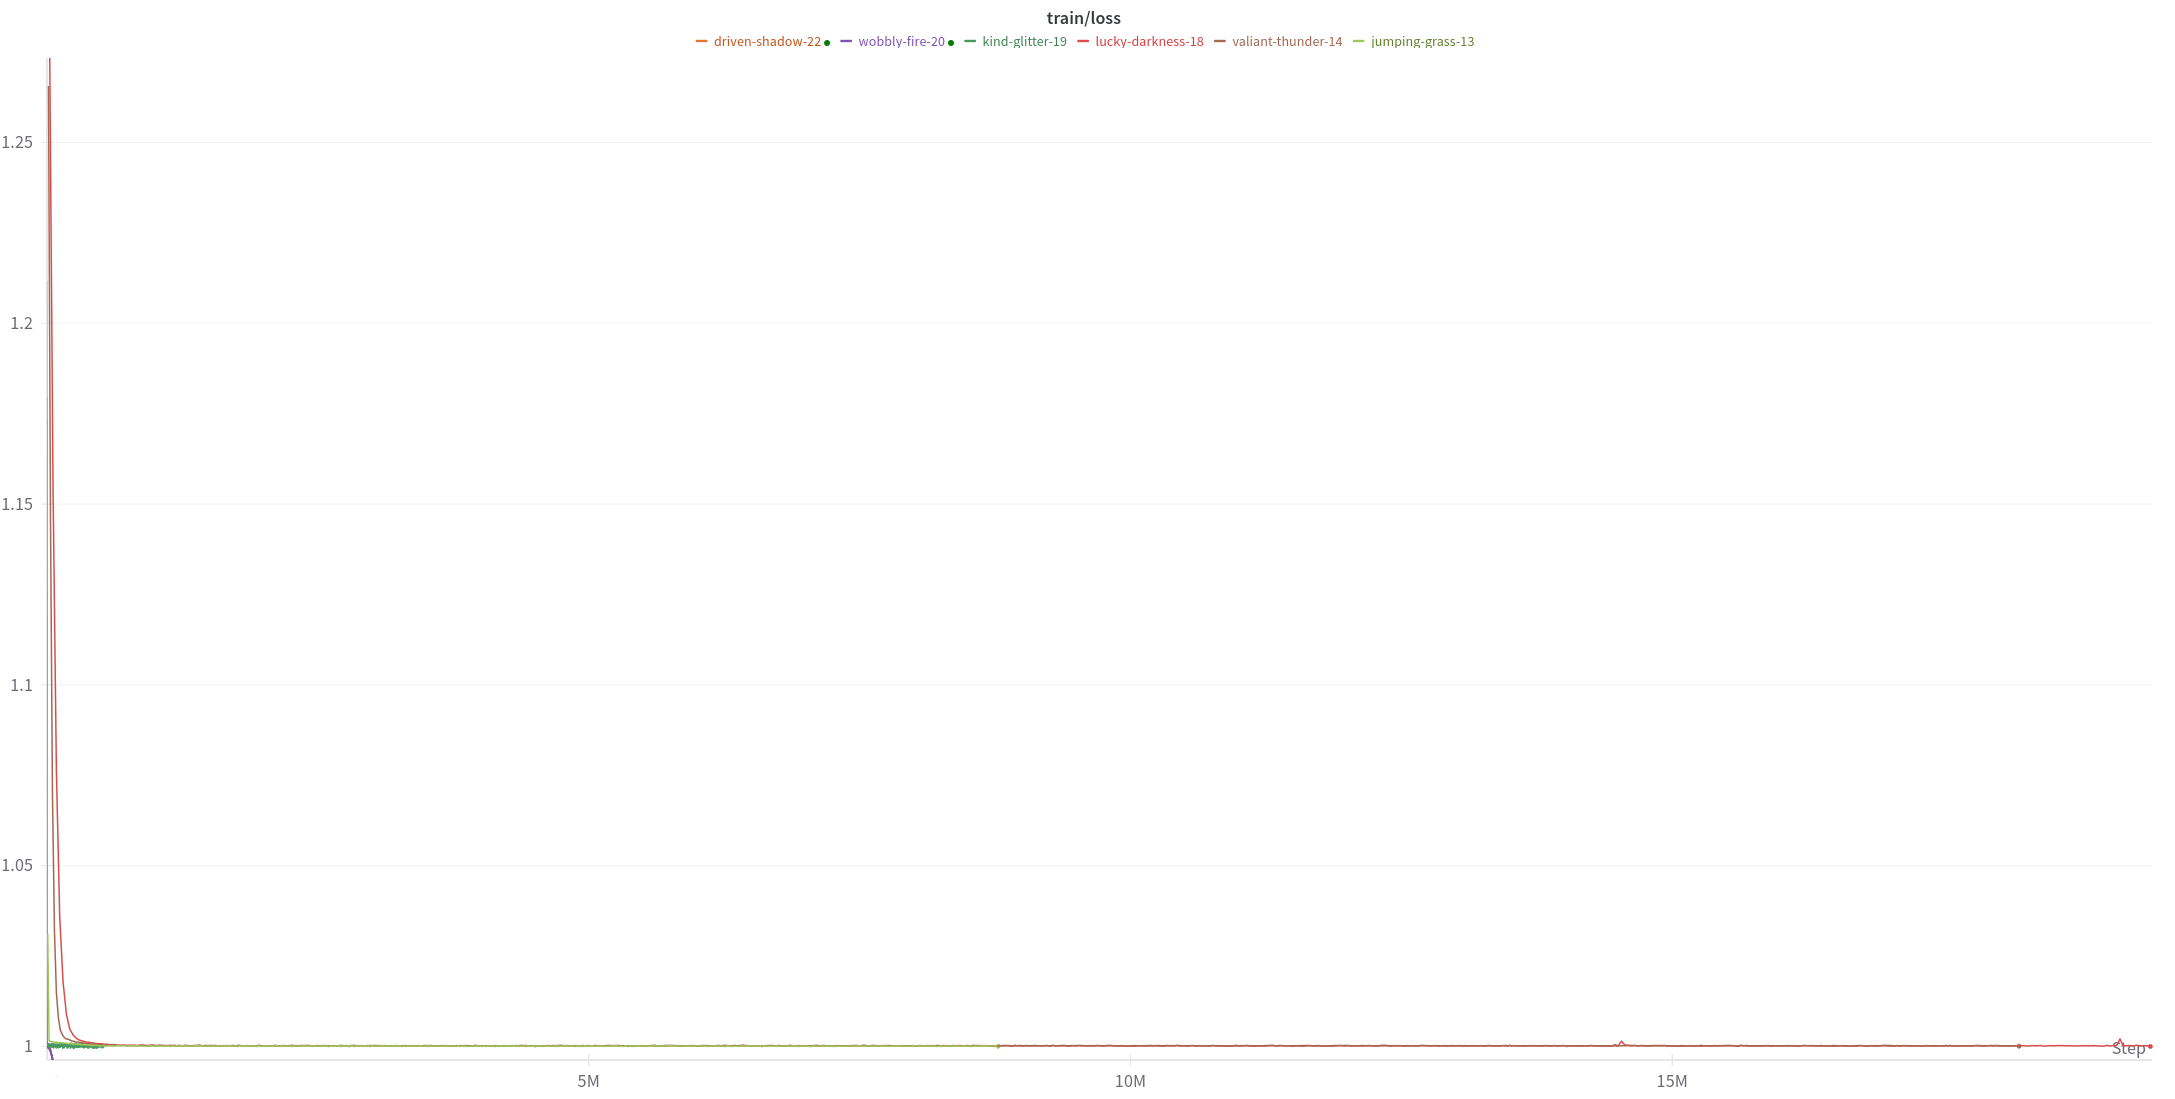 train/loss
driven-shadow-22 wobbly-fire-20 kind-glitter-19 lucky-darkness-18 valiant-thunder-14 jumping-grass-13
1.25
1.2
1.15
1.1
1.05
1
Step
5M 10M 15M